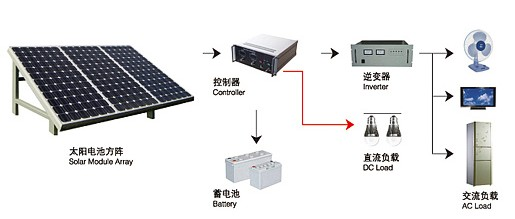 太阳电池方阵
Solar Module Array
控制器
Controller
逆变器
Inverter
蓄电池
Battery
直流负载
DC Load
交流负载
AC Load